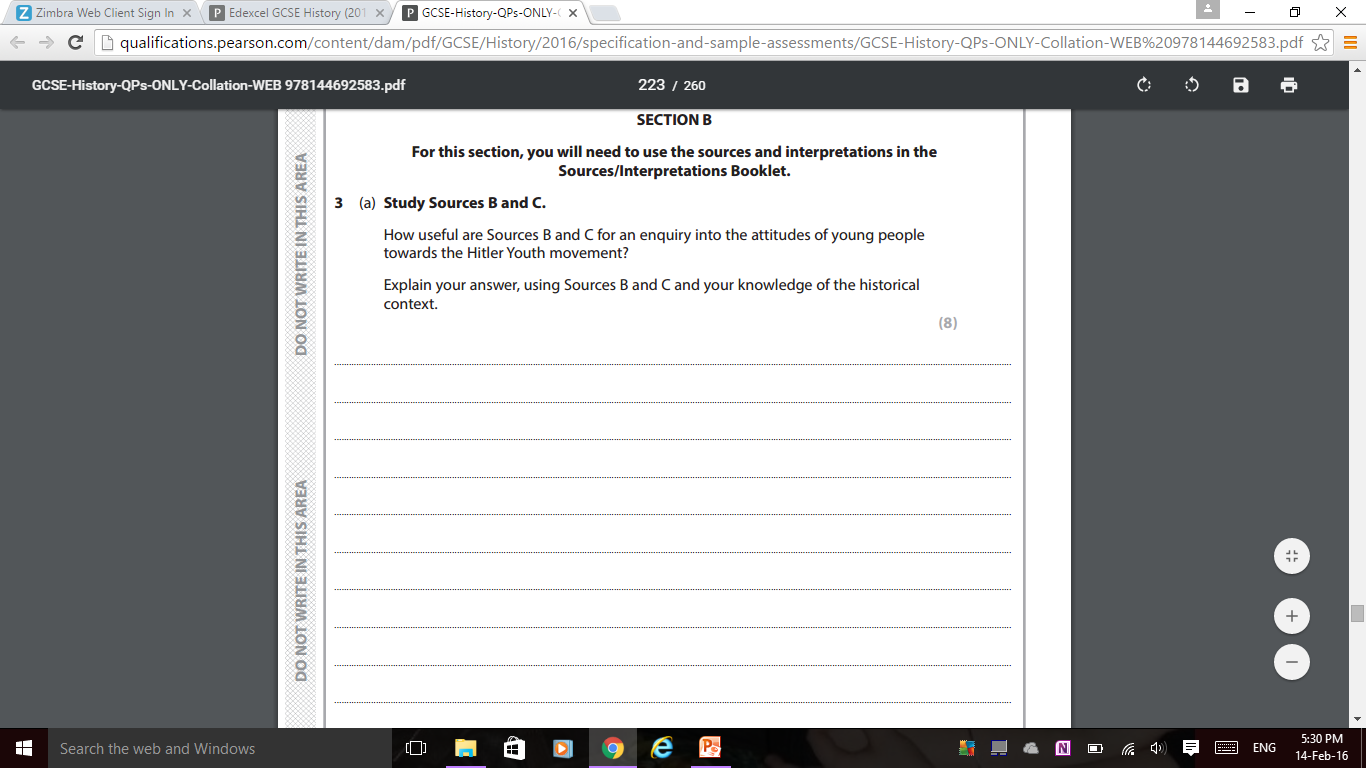 Zimbra Web Client Sign In
Edexcel GCSE History (201
GCSE-History-QPs-ONLY-
qualifications.pearson.com/content/dam/pdf/GCSE/History/2016/specification-and-sample-assessments/GCSE-History-QPs-ONLY-Collation-WEB%20978144692583.pdf
GCSE-History-QPs-ONLY-Collation-WEB 978144692583.pdf
223 / 260
SECTION B
For this section, you will need to use the sources and interpretations in the
Sources/Interpretations Booklet.
3 (a) Study Sources B and C.
How useful are Sources B and C for an enquiry into the attitudes of young people
towards the Hitler Youth movement?
Explain your answer, using Sources B and C and your knowledge of the historical
context.
(8)
DO NOT WRITE IN THIS AREA
DO NOT WRITE IN THIS AREA
Search the web and Windows
ENG
5:30 PM
14-Feb-16